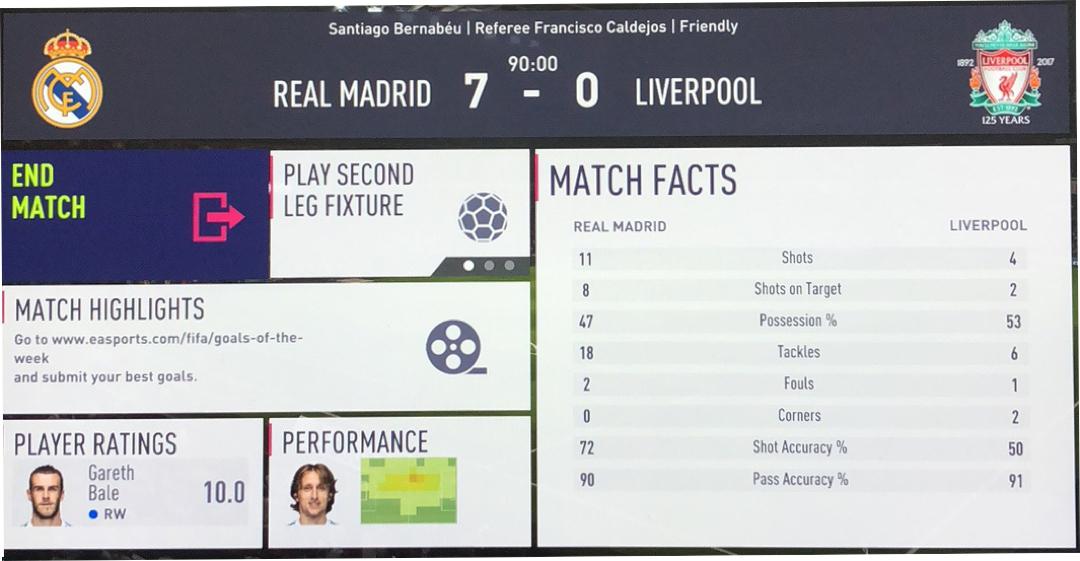 Santiago Bernabéu | Referee Francisco Caldejos | Friendly
90:00
REAL MADRID 7 - 0 LIVERPOOL
1892 LIVERPOOL 2017
125 YEARS
END
MATCH
PLAY SECOND
LEG FIXTURE
MATCH HIGHLIGHTS
Go to www.easports.com/fifa/goals-of-the-
week
and submit your best goals.
PLAYER RATINGS
Gareth
Bale
RW
10.0
PERFORMANCE
MATCH FACTS
REAL MADRID LIVERPOOL
11 Shots 4
8 Shots on Target 2
47 Possession % 53
18 Tackles 6
2 Fouls 1
0 Corners 2
72 Shot Accuracy % 50
90 Pass Accuracy % 91